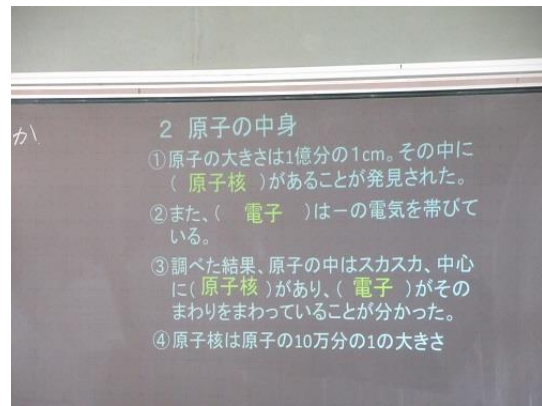 か
2 原子の中身
①原子の大きさは1億分の1cm。その中に
( 原子核 )があることが発見された。
②また、( 電子 )は−の電気を帯びて
いる。
③調べた結果、原子の中はスカスカ、中心
に( 原子核 )があり、( 電子 )がその
まわりをまわっていることが分かった。
④原子核は原子の10万分の1の大きさ